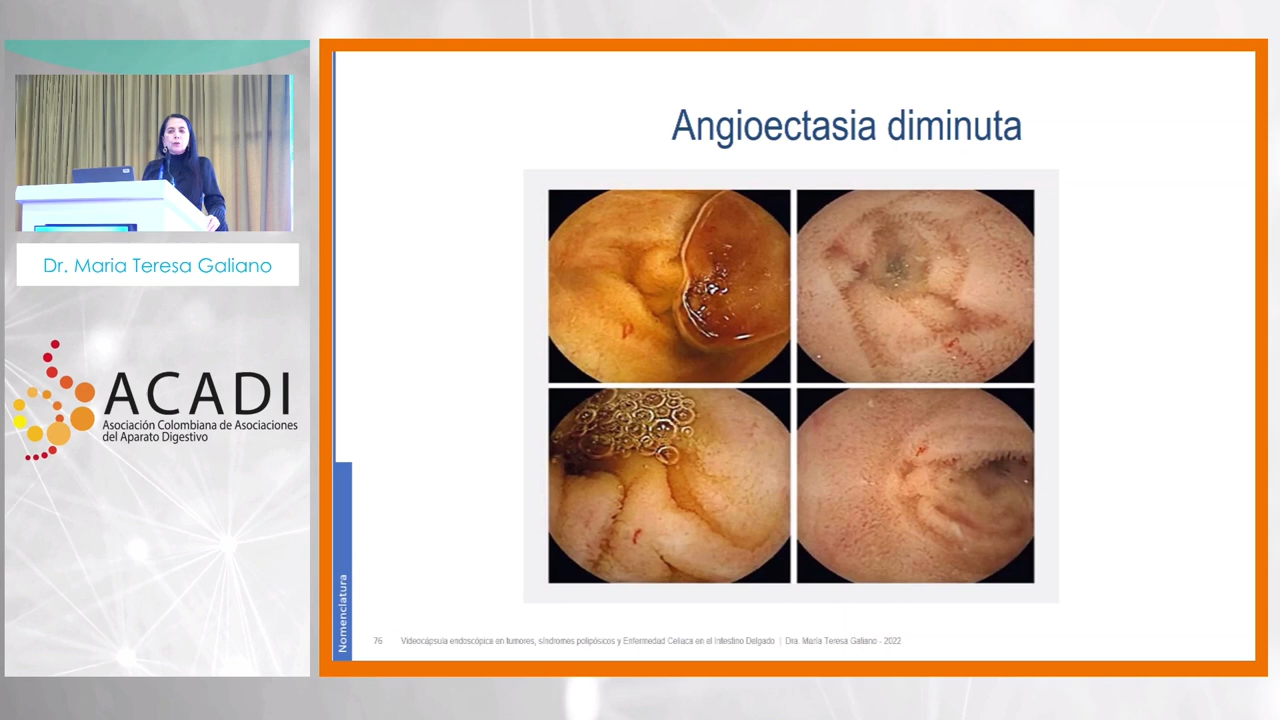 Dr. Maria Teresa Galiano
ACADI
Asociación Colombiana de Asociaciones
del Aparato Digestivo
Angioectasia diminuta
Nomenclatura
76 Videocápsula endoscópica en tumores, síndromes polipósicos y Enfermedad Celiaca en el Intestino Delgado | Dra. María Teresa Galiano - 2022